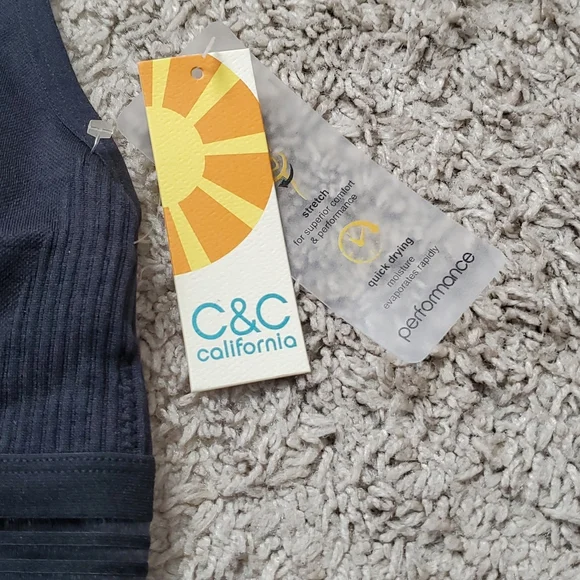 C&C
california
stretch
for superior comfort
& performance
quick drying
moisture
evaporates rapidly
performance